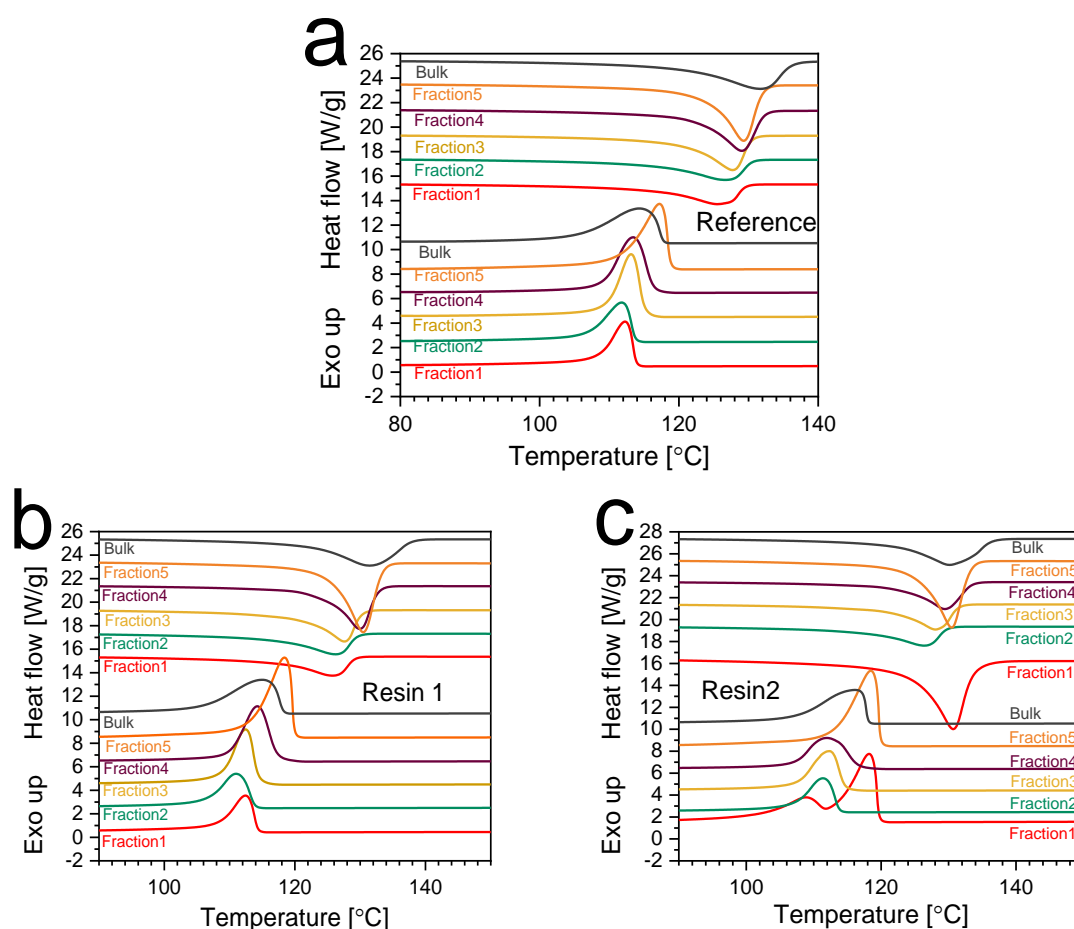 a
26
24
22
20
18
16
14
12
10
8
6
4
2
0
-2
Heat flow [W/g]
Exo up
Bulk
Fraction5
Fraction4
Fraction3
Fraction2
Fraction1
Reference
Bulk
Fraction5
Fraction4
Fraction3
Fraction2
Fraction1
80 100 120 140
Temperature [°C]
b
26
24
22
20
18
16
14
12
10
8
6
4
2
0
-2
Heat flow [W/g]
Exo up
Bulk
Fraction5
Fraction4
Fraction3
Fraction2
Fraction1
Resin 1
Bulk
Fraction5
Fraction4
Fraction3
Fraction2
Fraction1
100 120 140
Temperature [°C]
c
28
26
24
22
20
18
16
14
12
10
8
6
4
2
0
-2
Heat flow [W/g]
Exo up
Bulk
Fraction5
Fraction4
Fraction3
Fraction2
Fraction1
Resin2
Bulk
Fraction5
Fraction4
Fraction3
Fraction2
Fraction1
100 120 140
Temperature [°C]